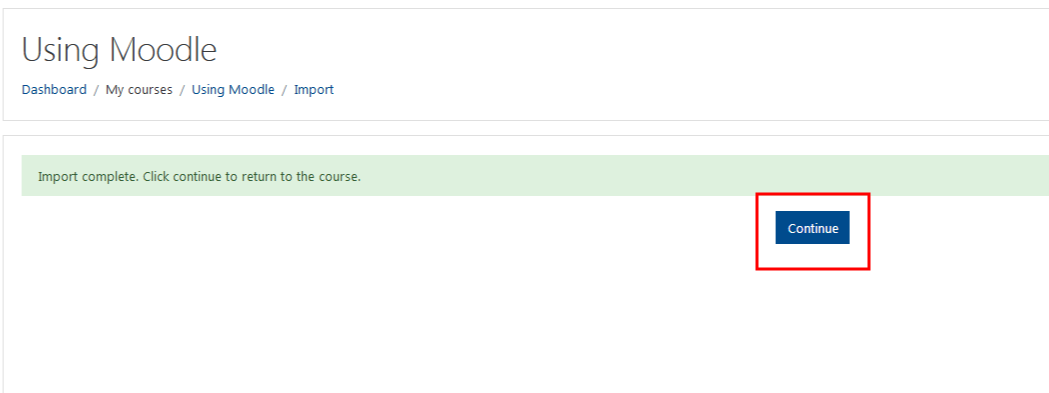 Using Moodle
Dashboard / My courses / Using Moodle / Import
Import complete. Click continue to return to the course.
Continue